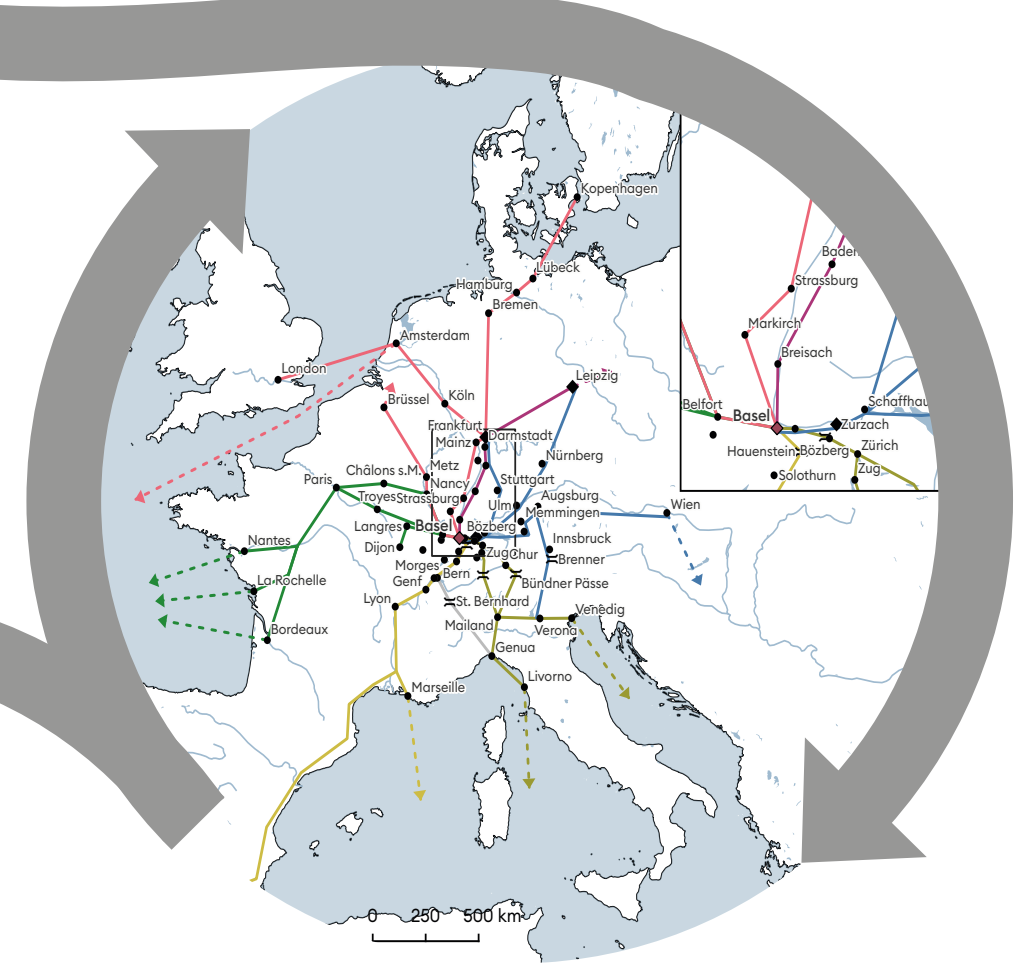 Kopenhagen
Lübeck
Hamburg
Bremen
Amsterdam
London
Leipzig
Brüssel
Köln
Frankfurt
Darmstadt
Mainz
Nürnberg
Metz
Châlons s.M.
Paris
Nancy
Stuttgart
Troyes
Strassburg
Augsburg
Ulm
Wien
Memmingen
Langres
Basel
Bözberg
Nantes
Dijon
Innsbruck
Zug
Chur
Brenner
Morges
Bern
La Rochelle
Genf
Bündner Pässe
Lyon
St. Bernhard
Venedig
Bordeaux
Mailand
Verona
Genua
Livorno
Marseille
0 250 500 km
Baden
Strassburg
Markirch
Breisach
Belfort
Basel
Schaffhau
Zurzach
Hauenstein
Bözberg
Zürich
Zug
Solothurn